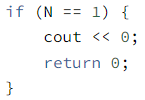 if (N == 1) {
    cout << 0;
    return 0;
}